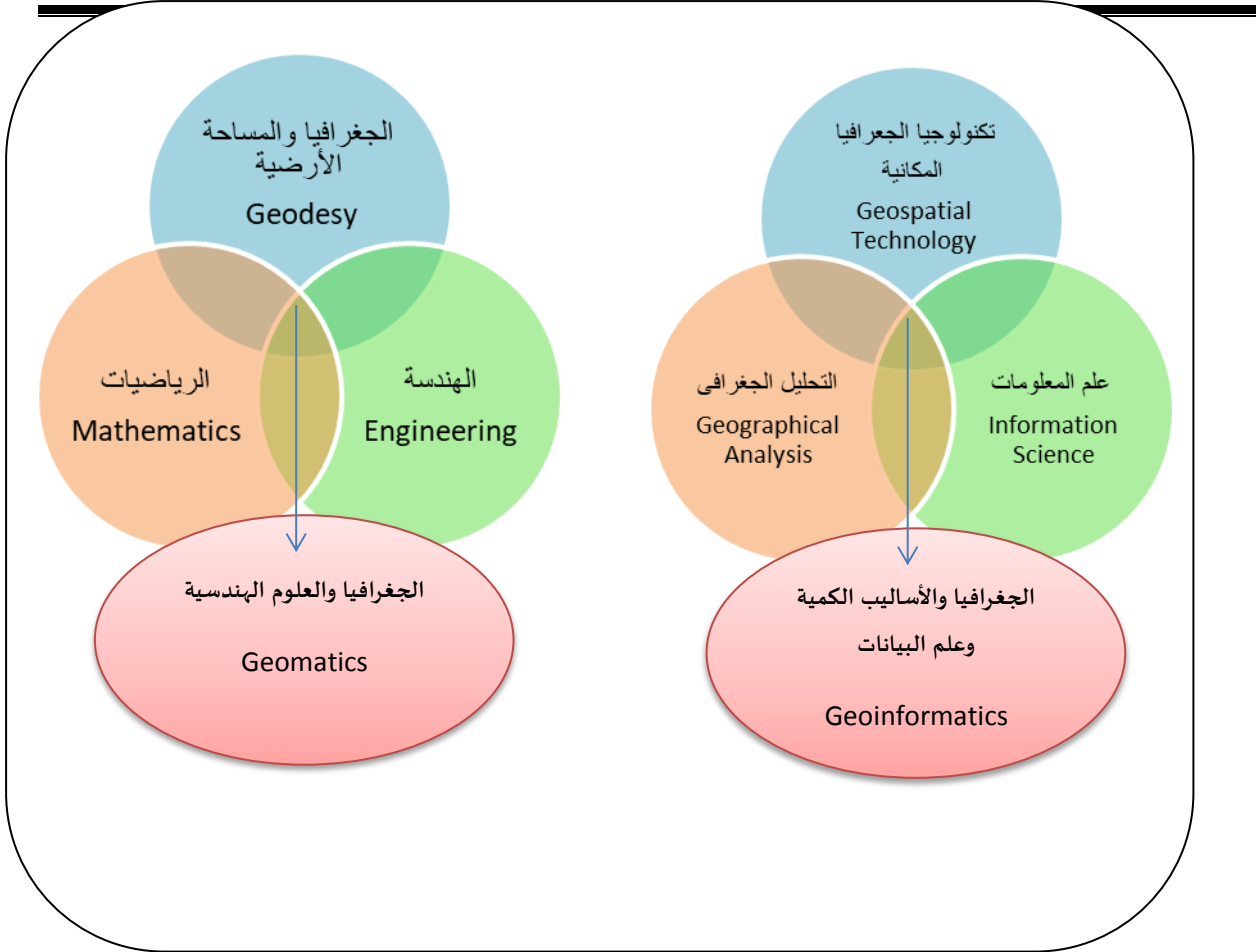 الجغرافيا والمساحة
الأرضية
Geodesy
الرياضيات
Mathematics
الهندسة
Engineering
الجغرافيا والعلوم الهندسية
Geomatics
تكنولوجيا الجعرافيا
المكانية
Geospatial
Technology
التحليل الجغرافى
Geographical
Analysis
علم المعلومات
Information
Science
الجغرافيا والأساليب الكمية
وعلم البيانات
Geoinformatics